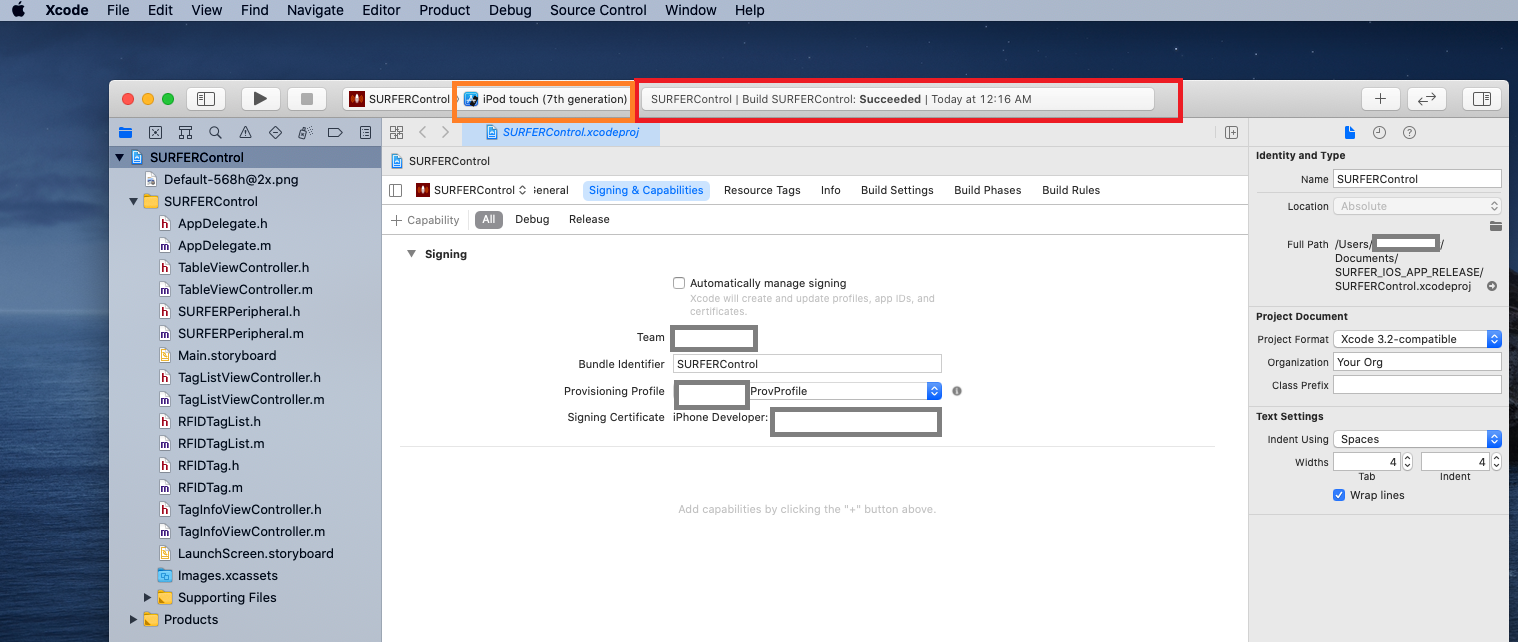 Xcode File Edit View Find Navigate Editor Product Debug Source Control Window Help
SURFERControl iPod touch (7th generation) SURFERControl | Build SURFERControl: Succeeded | Today at 12:16 AM
SURFERControl.xcodeproj
SURFERControl
Default-568h@2x.png
SURFERControl
AppDelegate.h
AppDelegate.m
TableViewController.h
TableViewController.m
SURFERPeripheral.h
SURFERPeripheral.m
Main.storyboard
TagListViewController.h
TagListViewController.m
RFIDTagList.h
RFIDTagList.m
RFIDTag.h
RFIDTag.m
TagInfoViewController.h
TagInfoViewController.m
LaunchScreen.storyboard
Images.xcassets
Supporting Files
Products
SURFERControl
SURFERControl eneral Signing & Capabilities Resource Tags Info Build Settings Build Phases Build Rules
+ Capability All Debug Release
Signing
Automatically manage signing
Xcode will create and update profiles, app IDs, and
certificates.
Team
Bundle Identifier SURFERControl
Provisioning Profile ProvProfile
Signing Certificate iPhone Developer:
Add capabilities by clicking the "+" button above.
Identity and Type
Name SURFERControl
Location Absolute
Full Path /Users/ /
Documents/
SURFER_IOS_APP_RELEASE/
SURFERControl.xcodeproj
Project Document
Project Format Xcode 3.2-compatible
Organization Your Org
Class Prefix
Text Settings
Indent Using Spaces
Widths 4 4
Tab Indent
Wrap lines